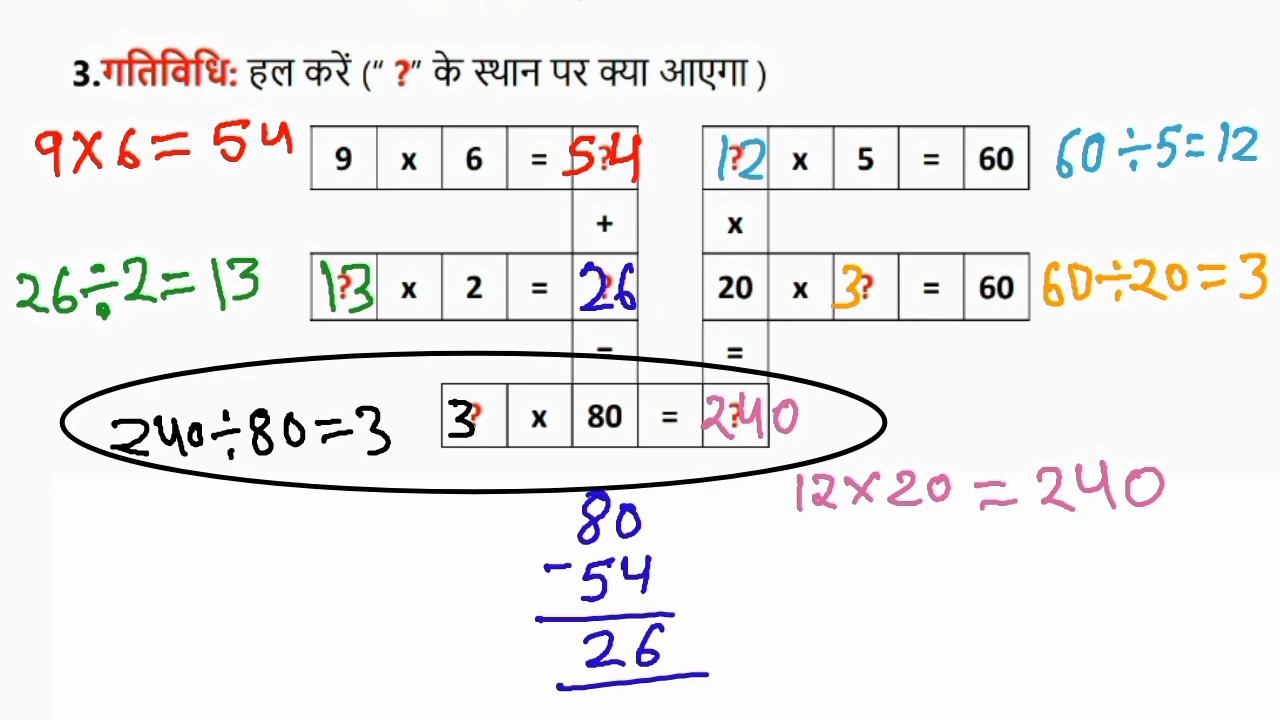 3.गतिविधि: हल करें (“ ?” के स्थान पर क्या आएगा )
9x6= 54 9 x 6 = ?54 ?12 x 5 = 60 60÷5=12
+ x
26÷2=13 ?13 x 2 = ?26 20 x 3? = 60 60÷20=3
= =
240÷80=3 3? x 80 = ?240
12x20=240
80
-54
26